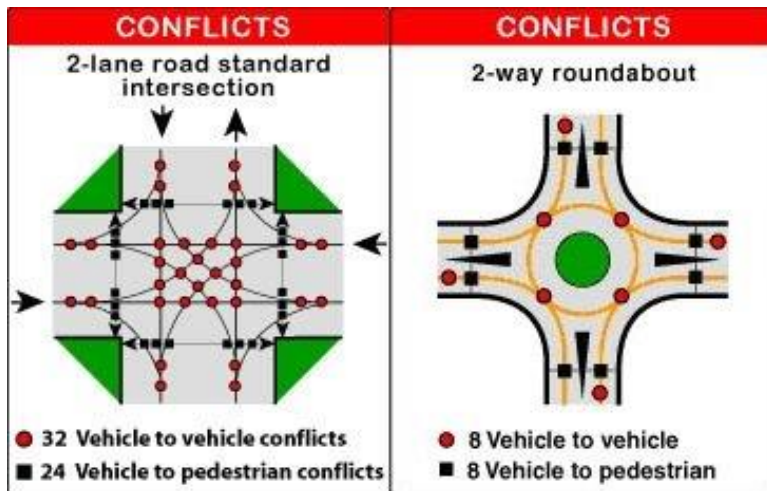 CONFLICTS
2-lane road standard
intersection
32 Vehicle to vehicle conflicts
24 Vehicle to pedestrian conflicts
CONFLICTS
2-way roundabout
8 Vehicle to vehicle
8 Vehicle to pedestrian